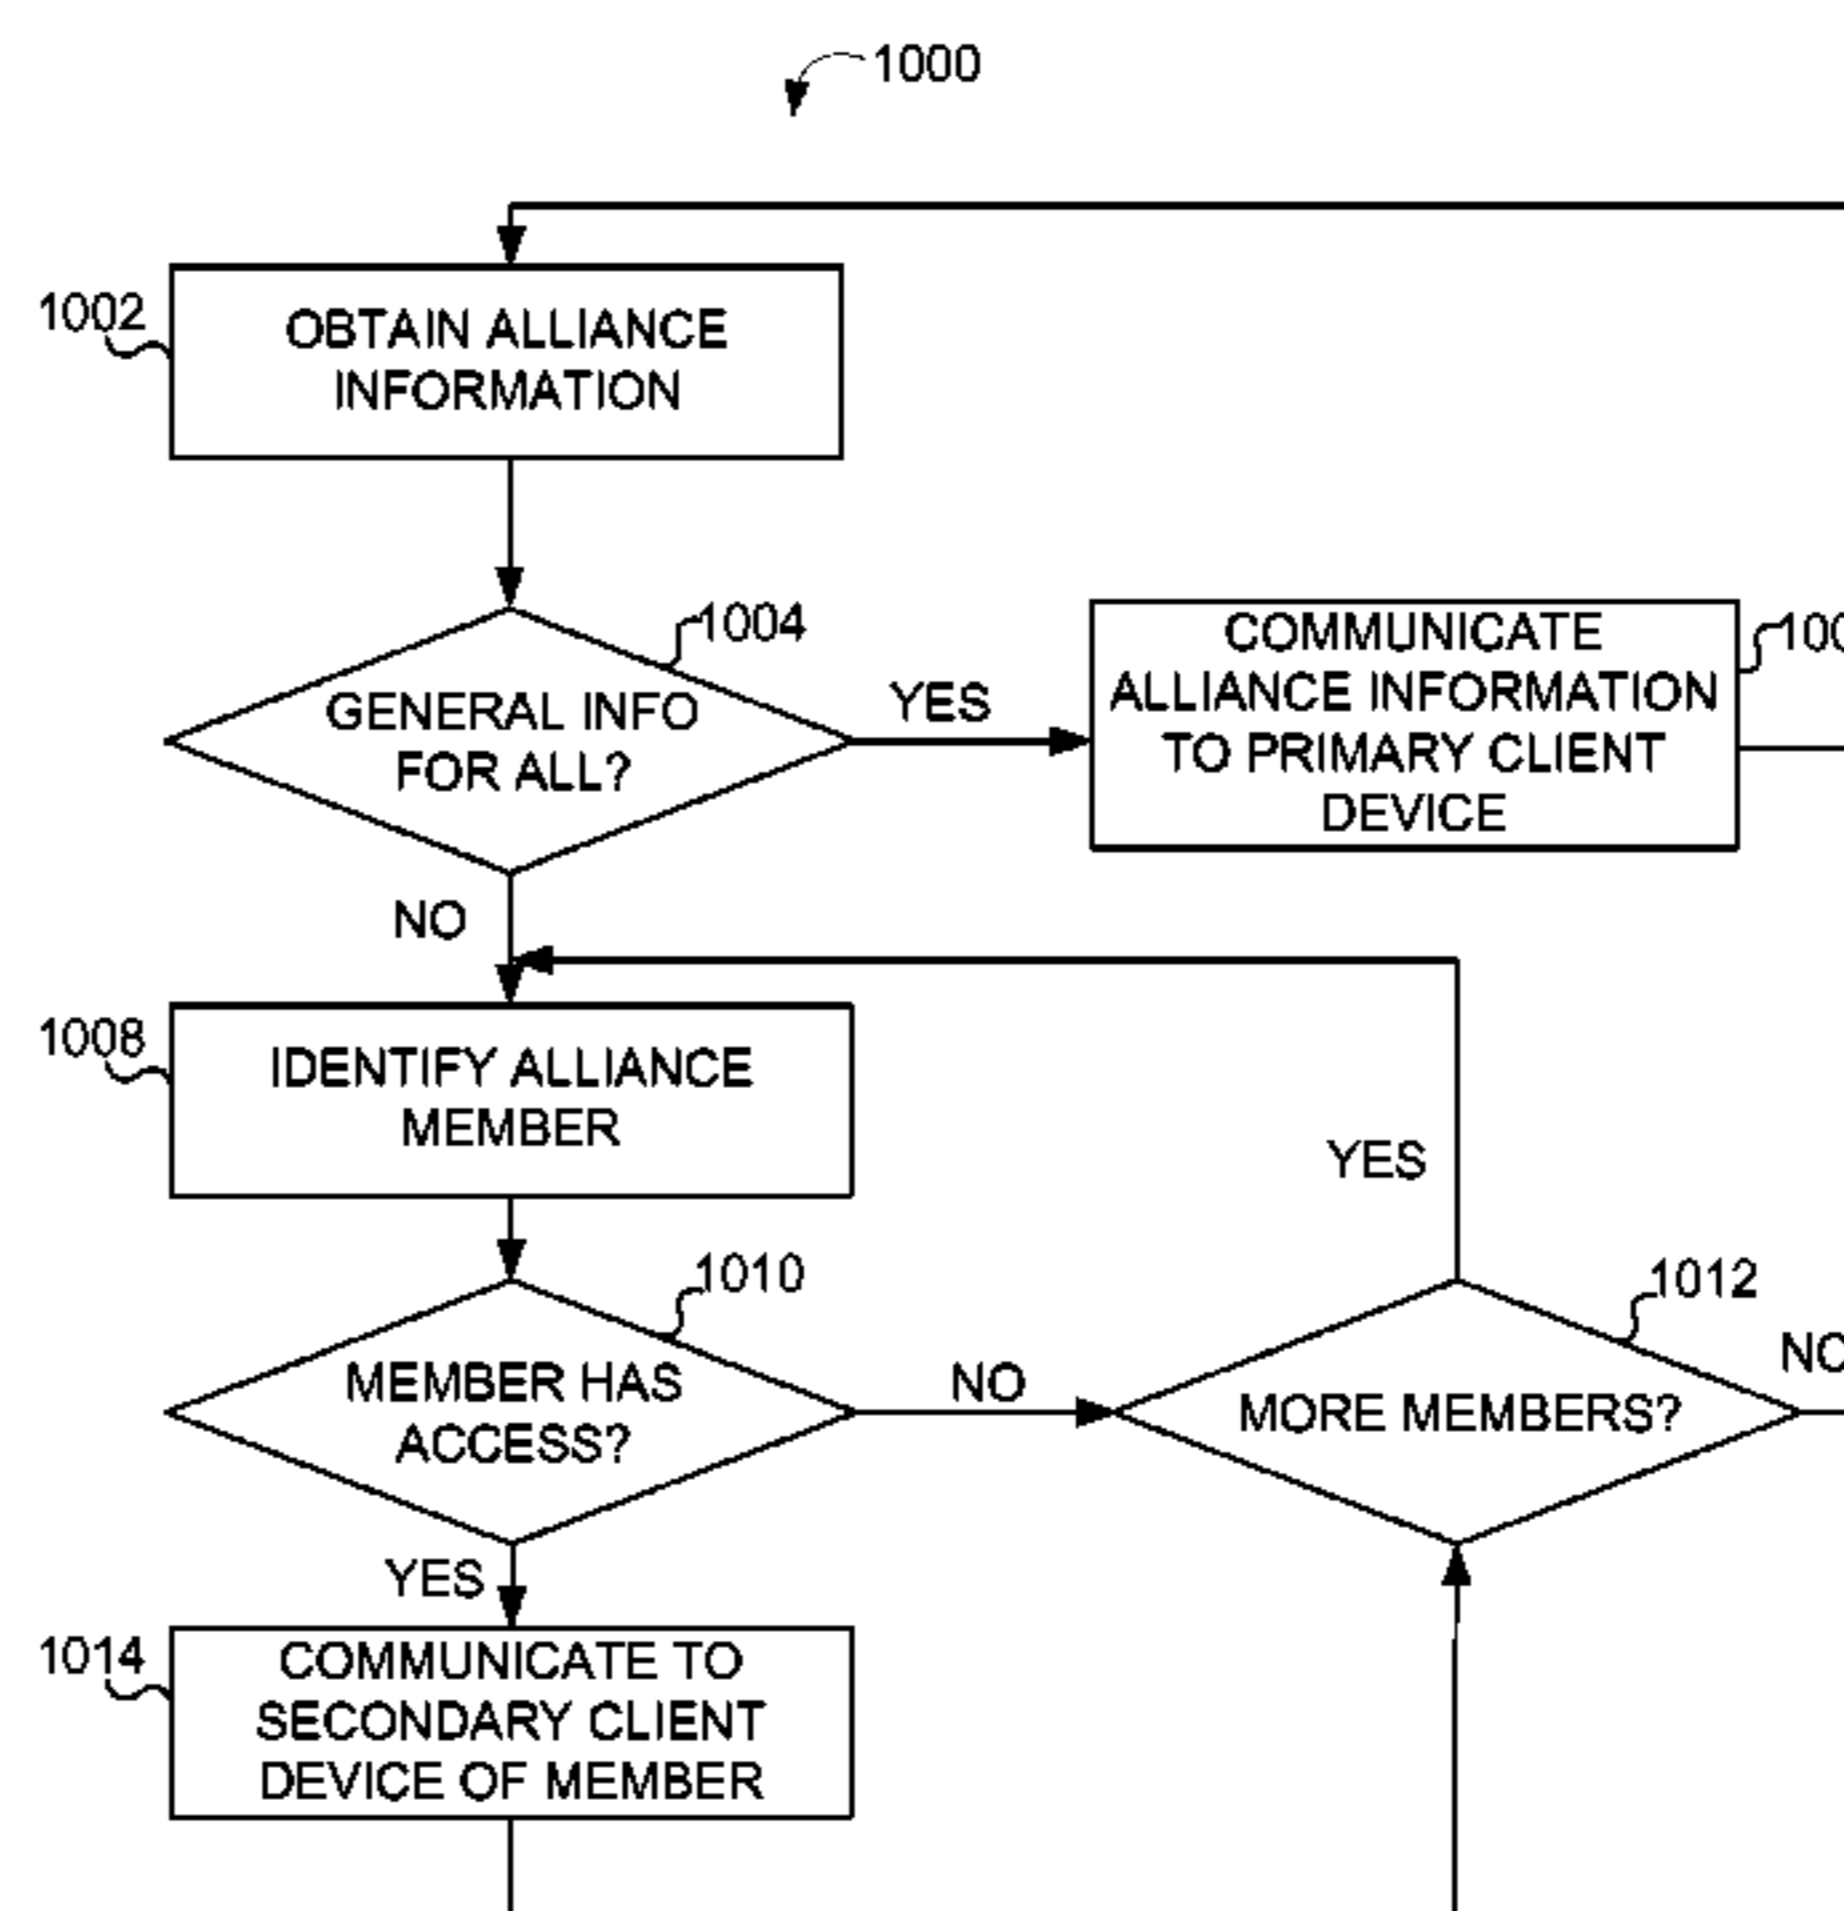 1000
1002
OBTAIN ALLIANCE
INFORMATION
1004
GENERAL INFO
FOR ALL?
YES
COMMUNICATE
ALLIANCE INFORMATION
TO PRIMARY CLIENT
DEVICE
NO
1008
IDENTIFY ALLIANCE
MEMBER
YES
1010
MEMBER HAS
ACCESS?
NO
1012
MORE MEMBERS?
NO
YES
1014
COMMUNICATE TO
SECONDARY CLIENT
DEVICE OF MEMBER